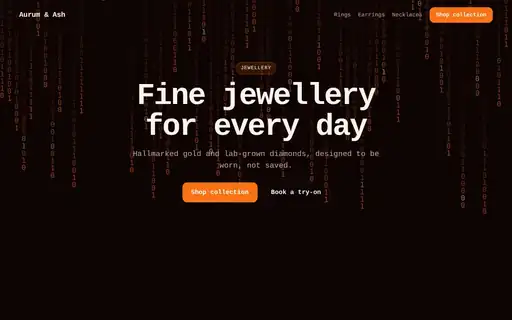 Aurum & Ash
Rings Earrings Necklaces Shop collection
JEWELLERY
Fine jewellery
for every day
Hallmarked gold and lab-grown diamonds, designed to be
worn, not saved.
Shop collection Book a try-on